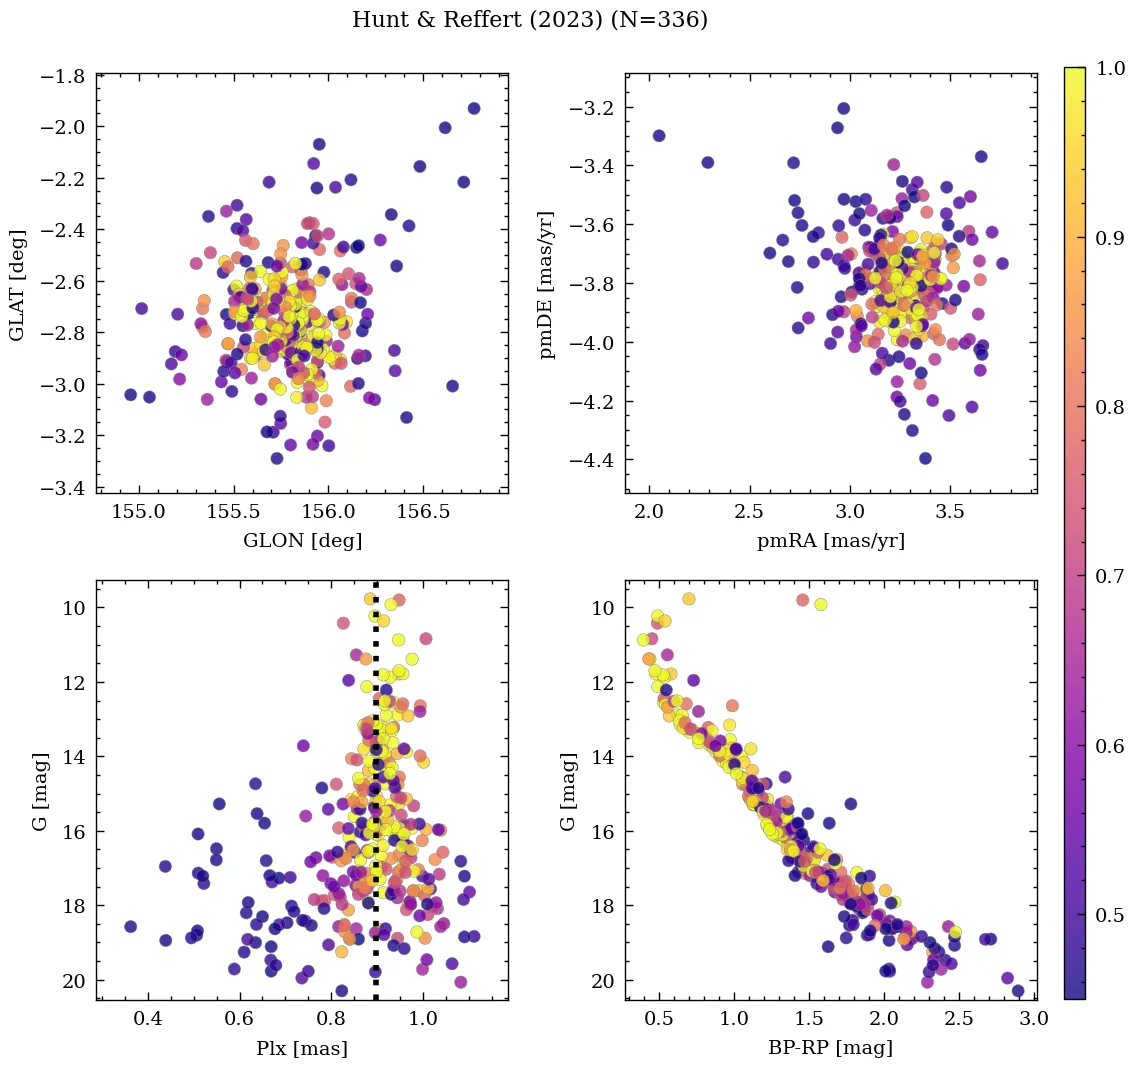 Hunt & Reffert (2023) (N=336)
−1.8
−2.0
−2.2
−2.4
−2.6
−2.8
−3.0
−3.2
−3.4
GLAT [deg]
155.0 155.5 156.0 156.5
GLON [deg]
−3.2
−3.4
−3.6
−3.8
−4.0
−4.2
−4.4
pmDE [mas/yr]
2.0 2.5 3.0 3.5
pmRA [mas/yr]
1.0
0.9
0.8
0.7
0.6
0.5
10
12
14
16
18
20
G [mag]
0.4 0.6 0.8 1.0
Plx [mas]
10
12
14
16
18
20
G [mag]
0.5 1.0 1.5 2.0 2.5 3.0
BP-RP [mag]